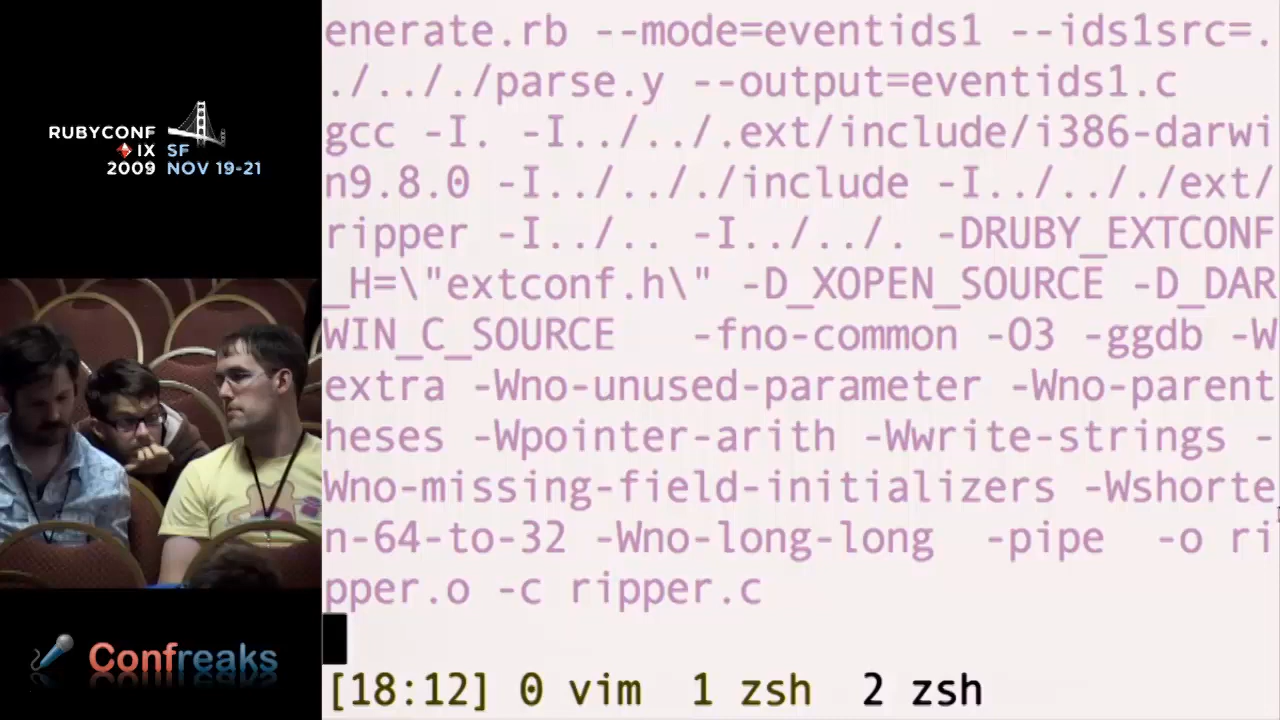 enerate.rb --mode=eventids1 --ids1src=.
./../../parse.y --output=eventids1.c
gcc -I. -I../../.ext/include/i386-darwi
n9.8.0 -I../.././include -I../.././ext/
ripper -I../.. -I../../. -DRUBY_EXTCONF
_H=\"extconf.h\" -D_XOPEN_SOURCE -D_DAR
WIN_C_SOURCE   -fno-common -O3 -ggdb -W
extra -Wno-unused-parameter -Wno-parent
heses -Wpointer-arith -Wwrite-strings -
Wno-missing-field-initializers -Wshorte
n-64-to-32 -Wno-long-long  -pipe  -o ri
pper.o -c ripper.c
[18:12] 0 vim  1 zsh  2 zsh
RUBYCONF
IX SF
2009 NOV 19-21
Confreaks